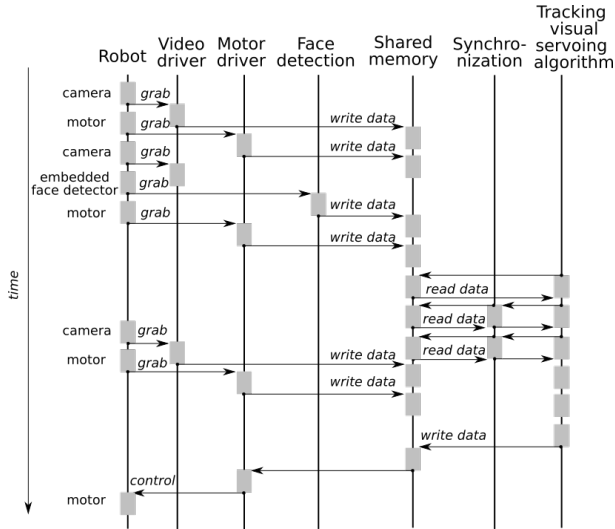 Tracking
Video Motor Face Shared Synchro- visual
Robot driver driver detection memory nization servoing
algorithm
camera grab
write data
motor grab
write data
camera grab
embedded
face detector grab
write data
motor grab
write data
time
read data
read data
camera grab
read data
motor grab write data
write data
write data
control
motor